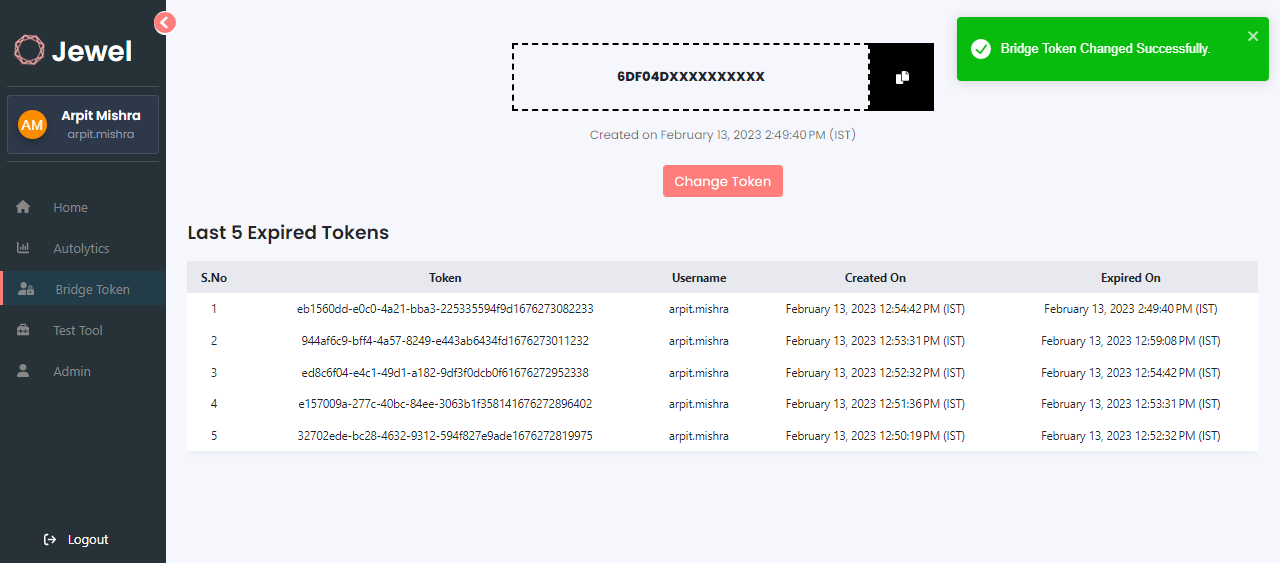 Jewel
AM
Arpit Mishra
arpit.mishra
Home
Autolytics
Bridge Token
Test Tool
Admin
Logout
Bridge Token Changed Successfully.
6DF04DXXXXXXXXXX
Created on February 13, 2023 2:49:40 PM (IST)
Change Token
Last 5 Expired Tokens
S.No Token Username Created On Expired On
1 eb1560dd-e0c0-4a21-bba3-225335594f9d1676273082233 arpit.mishra February 13, 2023 12:54:42 PM (IST) February 13, 2023 2:49:40 PM (IST)
2 944af6c9-bff4-4a57-8249-e443ab6434fd1676273011232 arpit.mishra February 13, 2023 12:53:31 PM (IST) February 13, 2023 12:59:08 PM (IST)
3 ed8c6f04-e4c1-49d1-a182-9df3f0dcb0f61676272952338 arpit.mishra February 13, 2023 12:52:32 PM (IST) February 13, 2023 12:54:42 PM (IST)
4 e157009a-277c-40bc-84ee-3063b1f358141676272896402 arpit.mishra February 13, 2023 12:51:36 PM (IST) February 13, 2023 12:53:31 PM (IST)
5 32702ede-bc28-4632-9312-594f827e9ade1676272819975 arpit.mishra February 13, 2023 12:50:19 PM (IST) February 13, 2023 12:52:32 PM (IST)